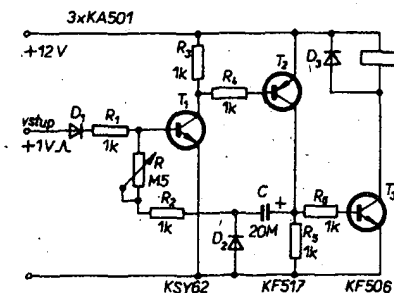 3xKA501
+12V
R3
1k
R4
1k
T2
D3
vstup
D1
R1
1k
T1
+1V
R
M5
R2
1k
C
+
20M
D2
R6
1k
T3
R5
1k
KSY62
KF517
KF506